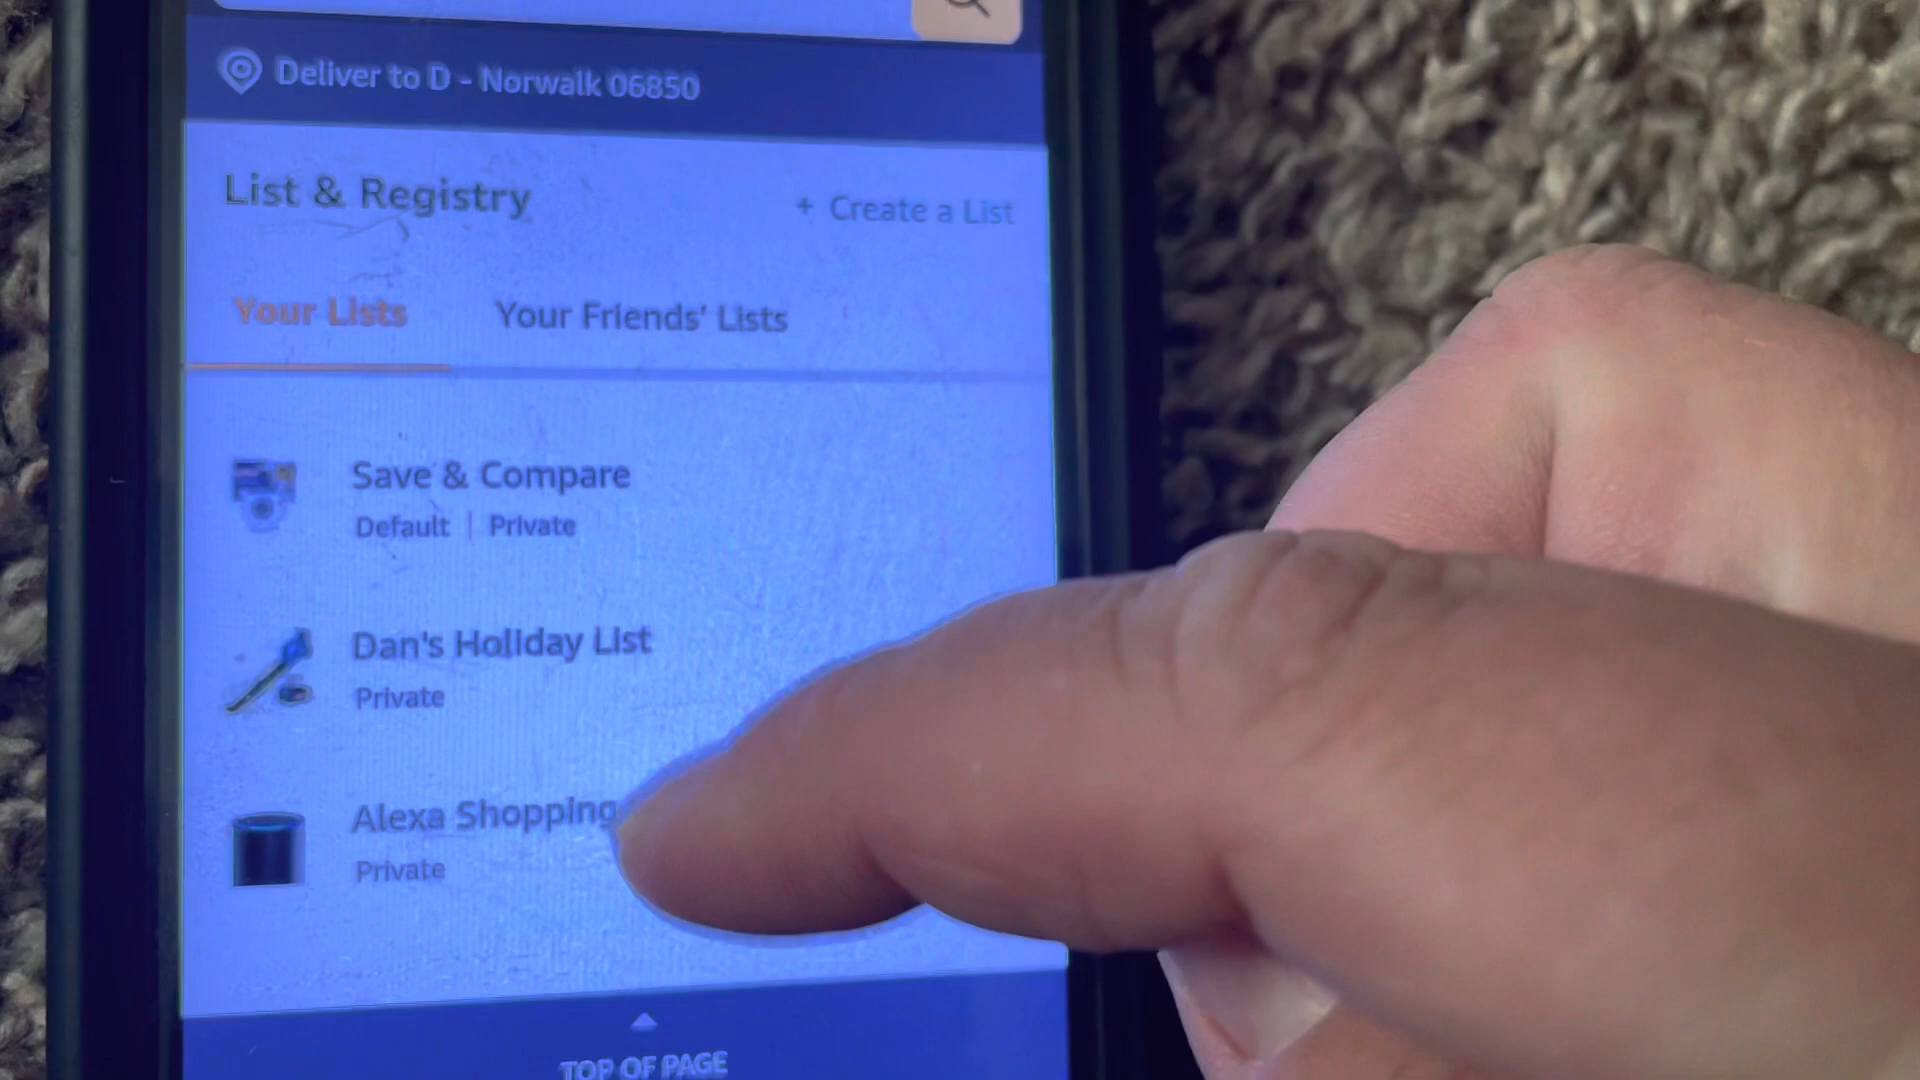 Deliver to D - Norwalk 06850
List & Registry
+ Create a List
Your Lists
Your Friends' Lists
Save & Compare
Default | Private
Dan's Holiday List
Private
Alexa Shopping
Private
TOP OF PAGE